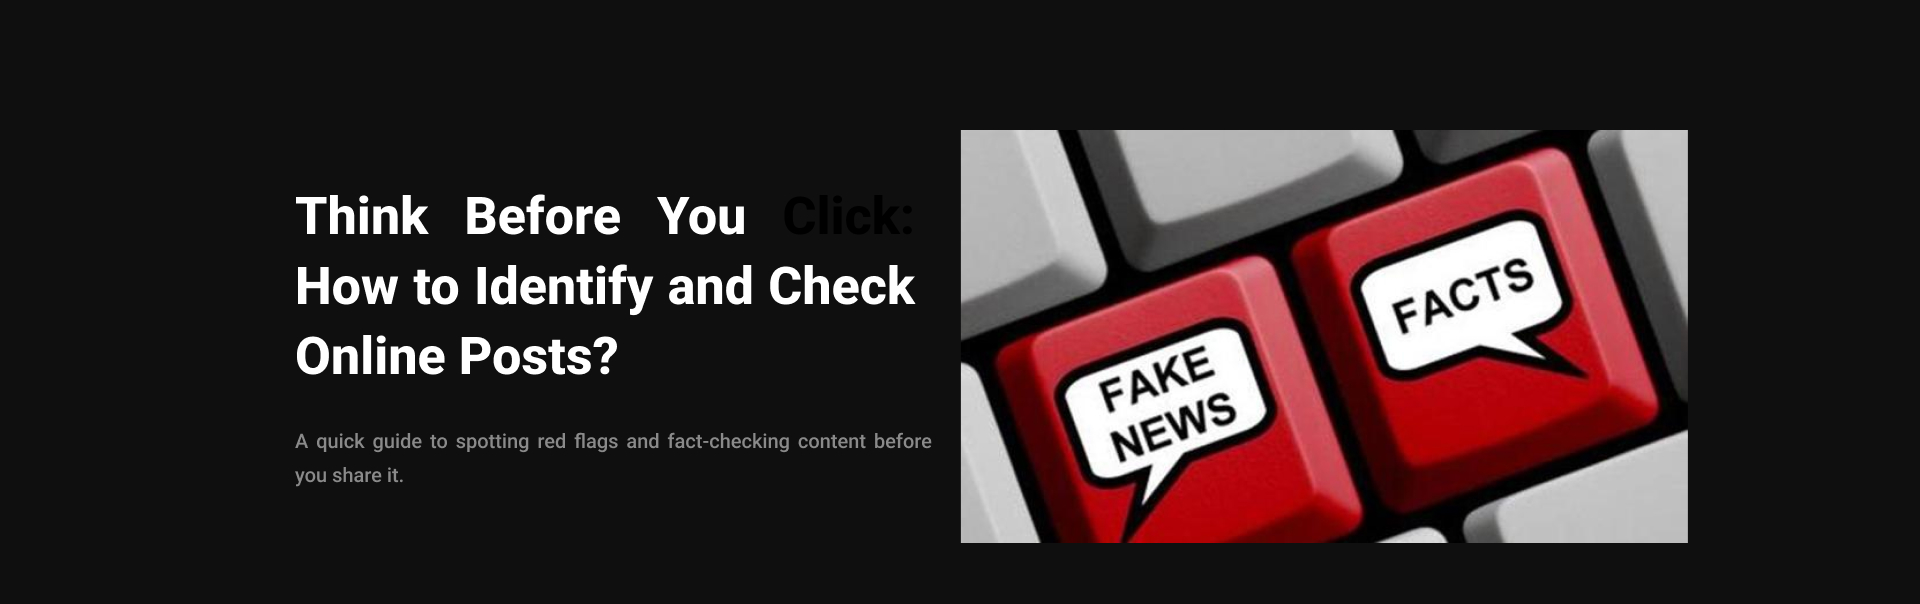 Think Before You Click:
How to Identify and Check
Online Posts?
A quick guide to spotting red flags and fact-checking content before
you share it.
FACTS
FAKE
NEWS